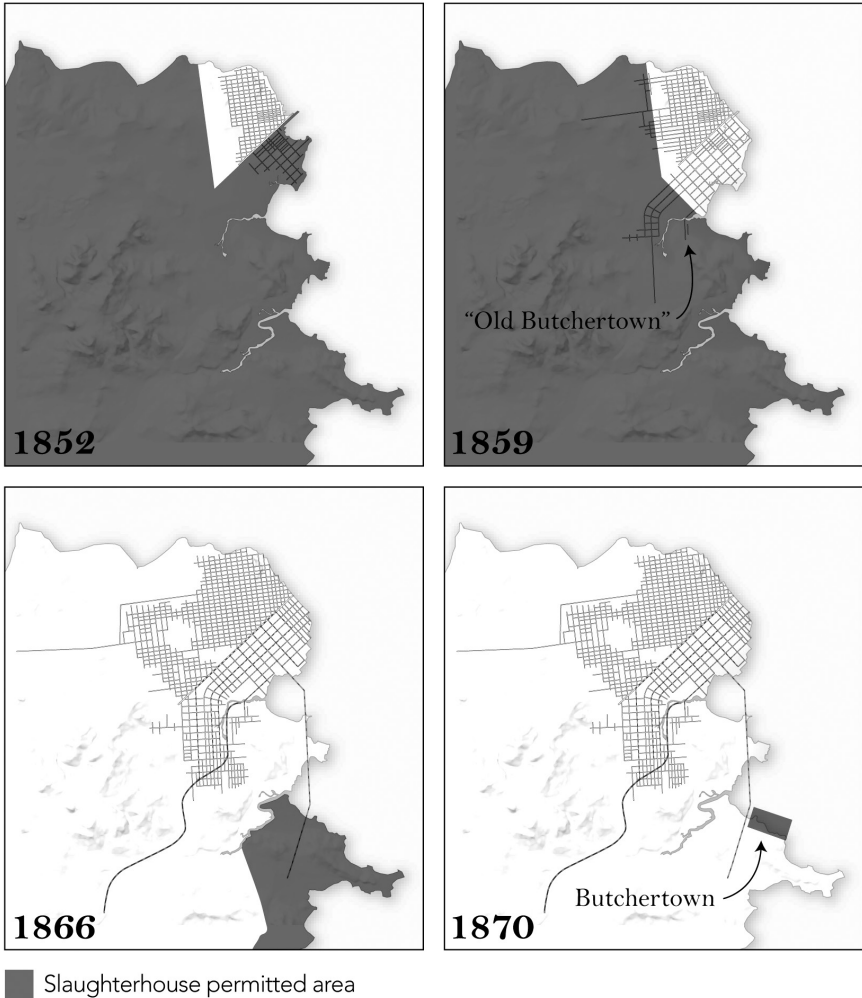 1852
“Old Butchertown”
1859
1866
Butchertown
1870
Slaughterhouse permitted area